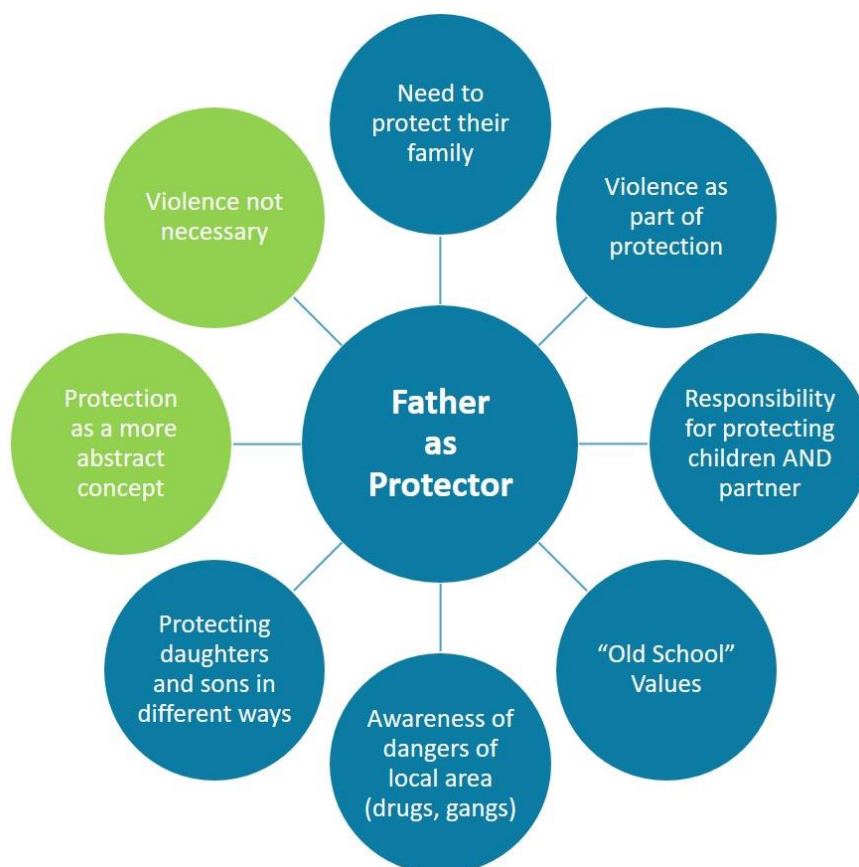 Need to
protect their
family
Violence as
part of
protection
Responsibility
for protecting
children AND
partner
“Old School”
Values
Awareness of
dangers of
local area
(drugs, gangs)
Protecting
daughters
and sons in
different ways
Protection
as a more
abstract
concept
Violence not
necessary
Father
as
Protector